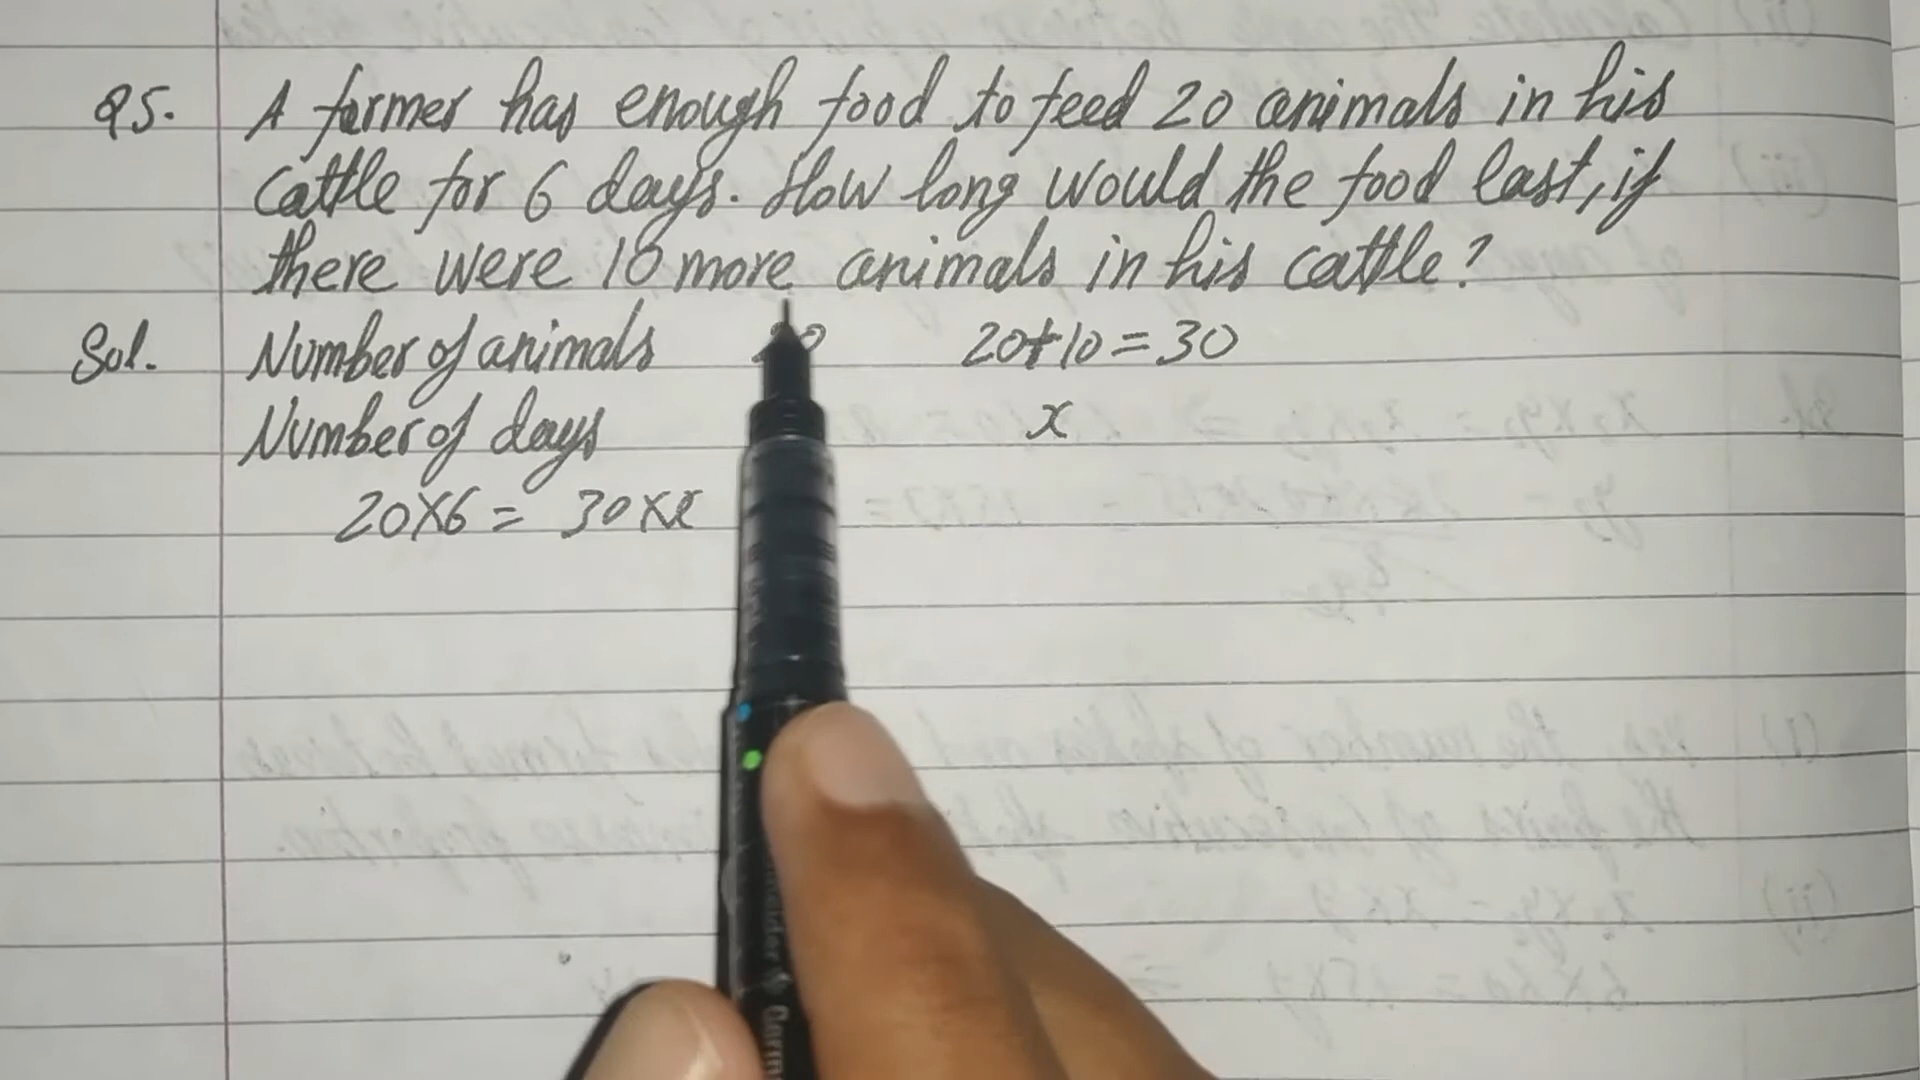 Q5. A farmer has enough food to feed 20 animals in his
cattle for 6 days. How long would the food last, if
there were 10 more animals in his cattle?
Sol. Number of animals 20 20+10=30
Number of days x
20×6 = 30×x